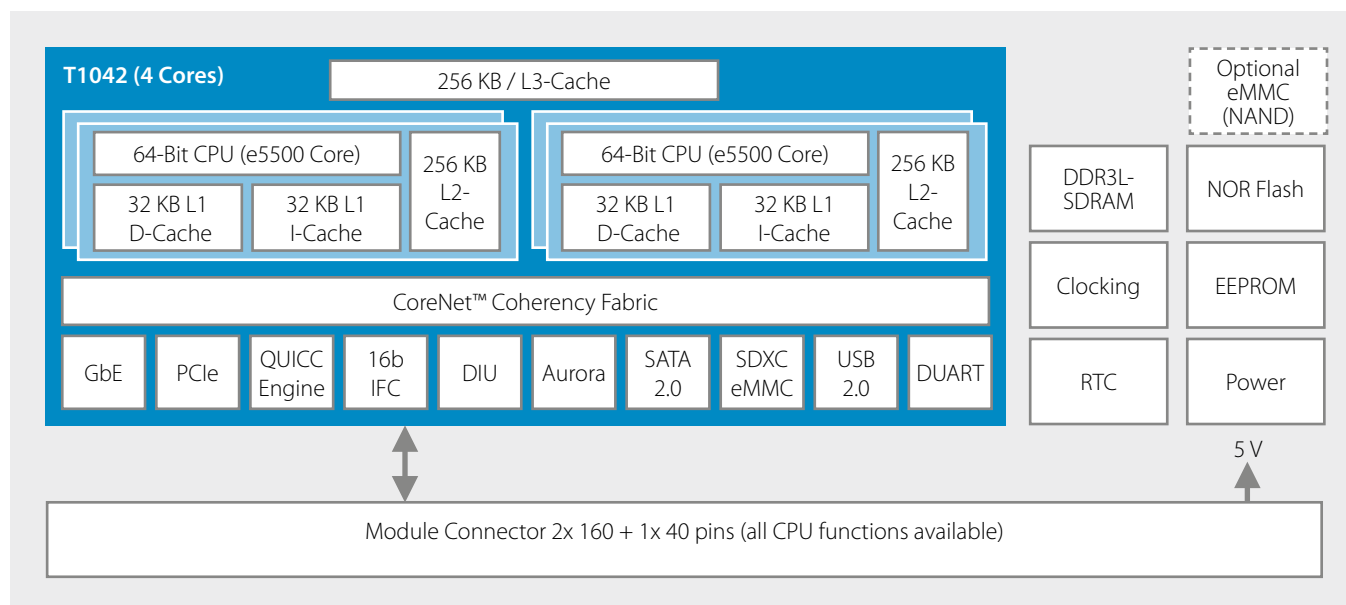 T1042 (4 Cores)
256 KB / L3-Cache
64-Bit CPU (e5500 Core)
32 KB L1
D-Cache
32 KB L1
I-Cache
256 KB
L2-
Cache
64-Bit CPU (e5500 Core)
32 KB L1
D-Cache
32 KB L1
I-Cache
256 KB
L2-
Cache
CoreNet™ Coherency Fabric
GbE
PCIe
QUICC
Engine
16b
IFC
DIU
Aurora
SATA
2.0
SDXC
eMMC
USB
2.0
DUART
Optional
eMMC
(NAND)
DDR3L-
SDRAM
NOR Flash
Clocking
EEPROM
RTC
Power
5 V
Module Connector 2x 160 + 1x 40 pins (all CPU functions available)